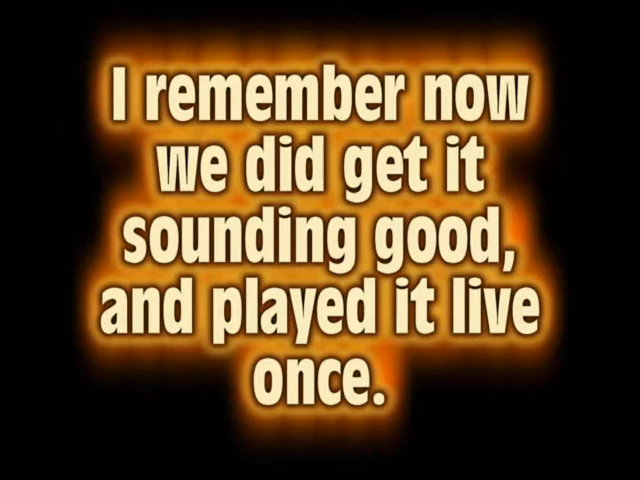 I remember now
we did get it
sounding good,
and played it live
once.